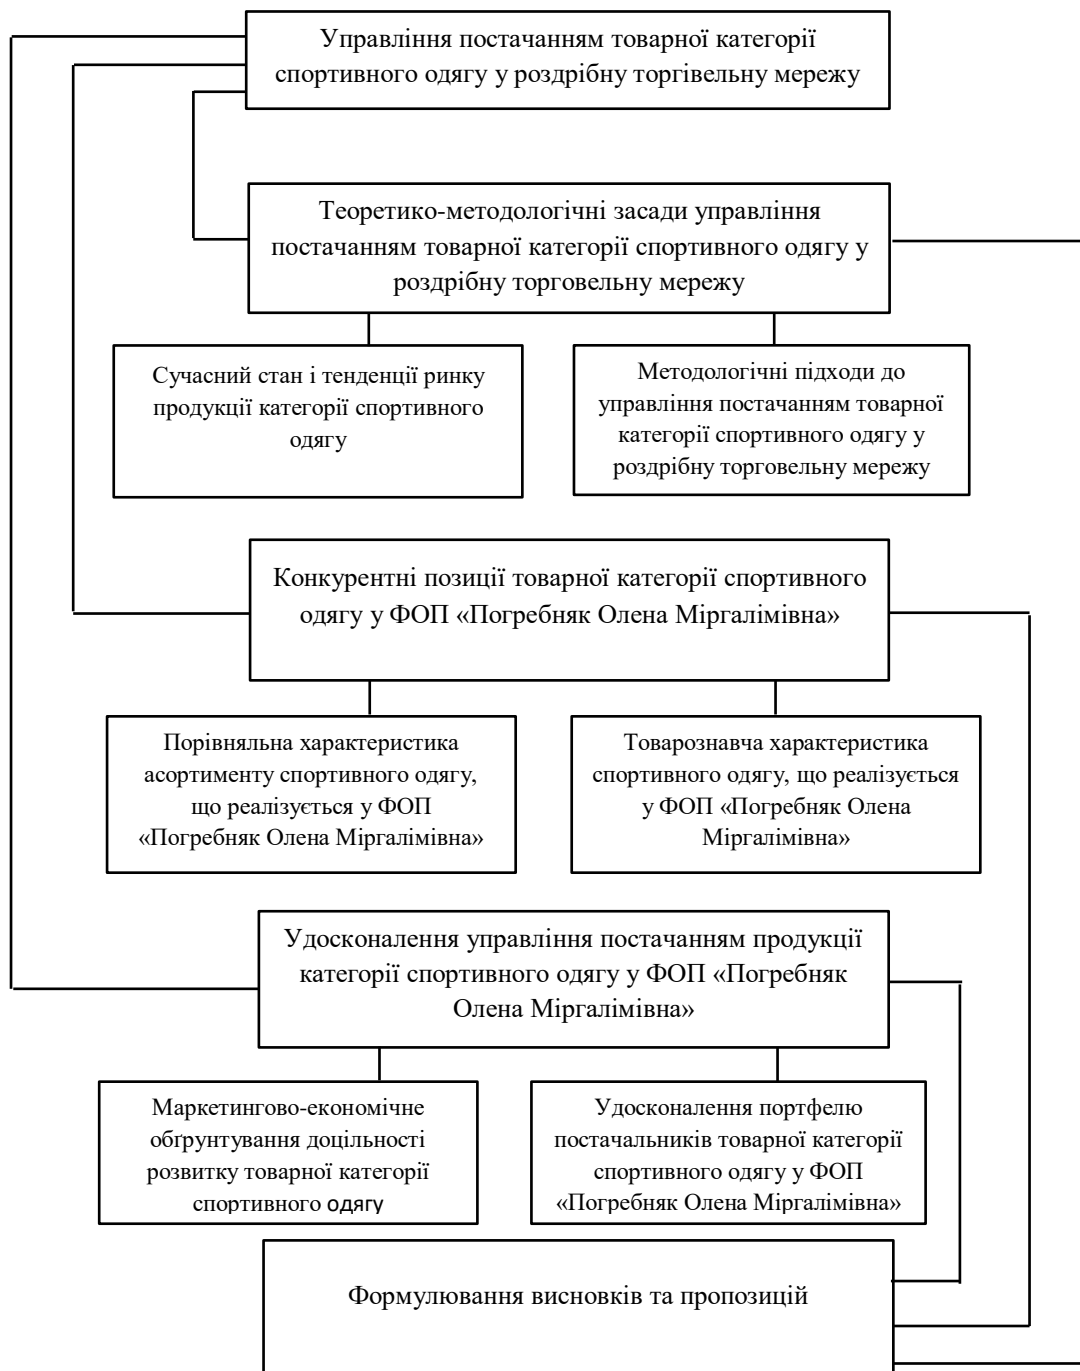 Управління постачанням товарної категорії
спортивного одягу у роздрібну торгівельну мережу
Теоретико-методологічні засади управління
постачанням товарної категорії спортивного одягу у
роздрібну торговельну мережу
Сучасний стан і тенденції ринку
продукції категорії спортивного
одягу
Методологічні підходи до
управління постачанням товарної
категорії спортивного одягу у
роздрібну торговельну мережу
Конкурентні позиції товарної категорії спортивного
одягу у ФОП «Погребняк Олена Міргалімівна»
Порівняльна характеристика
асортименту спортивного одягу,
що реалізується у ФОП
«Погребняк Олена Міргалімівна»
Товарознавча характеристика
спортивного одягу, що реалізується
у ФОП «Погребняк Олена
Міргалімівна»
Удосконалення управління постачанням продукції
категорії спортивного одягу у ФОП «Погребняк
Олена Міргалімівна»
Маркетингово-економічне
обґрунтування доцільності
розвитку товарної категорії
спортивного одягу
Удосконалення портфелю
постачальників товарної категорії
спортивного одягу у ФОП
«Погребняк Олена Міргалімівна»
Формулювання висновків та пропозицій